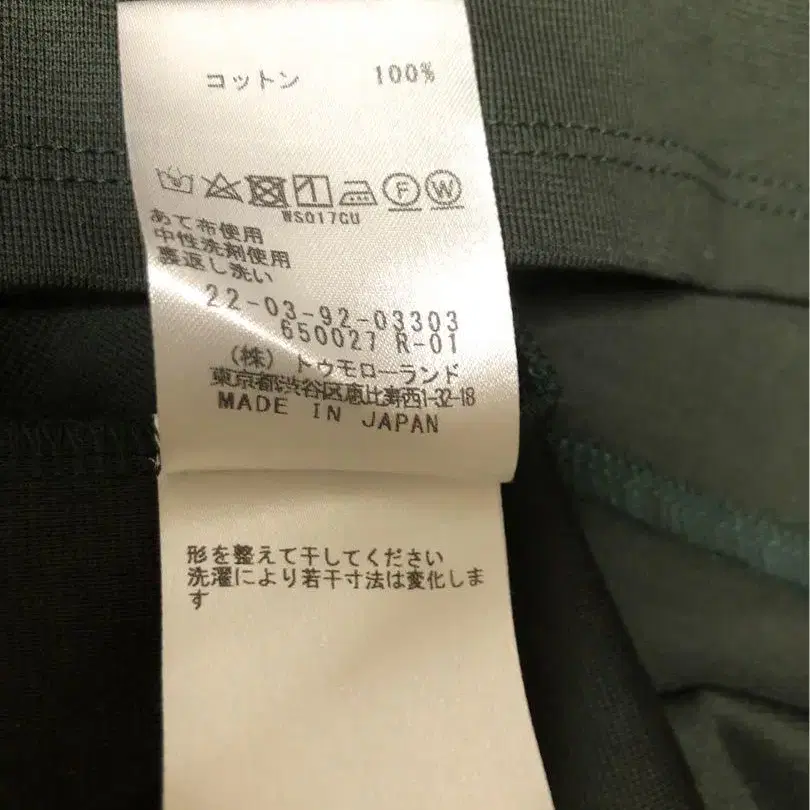 コットン 100%
F W
WS017CU
あて布使用
中性洗剤使用
裏返し洗い
22-03-92-03303
650027 R-01
(株) トゥモローランド
東京都渋谷区恵比寿西1-32-18
MADE IN JAPAN
形を整えて干してください
洗濯により若干寸法は変化しま
す